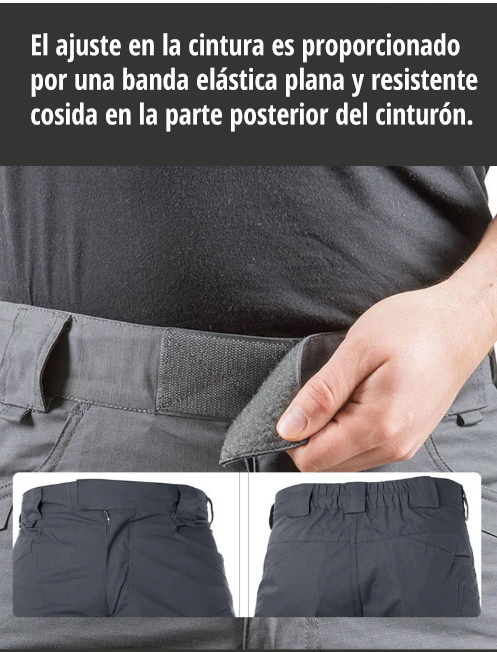 El ajuste en la cintura es proporcionado
por una banda elástica plana y resistente
cosida en la parte posterior del cinturón.